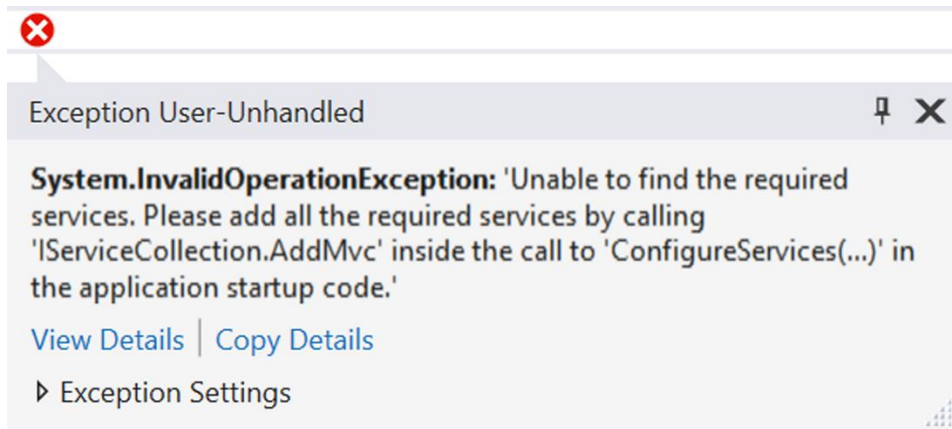 Exception User-Unhandled
System.InvalidOperationException: 'Unable to find the required
services. Please add all the required services by calling
'IServiceCollection.AddMvc' inside the call to 'ConfigureServices(...)' in
the application startup code.'
View Details | Copy Details
Exception Settings